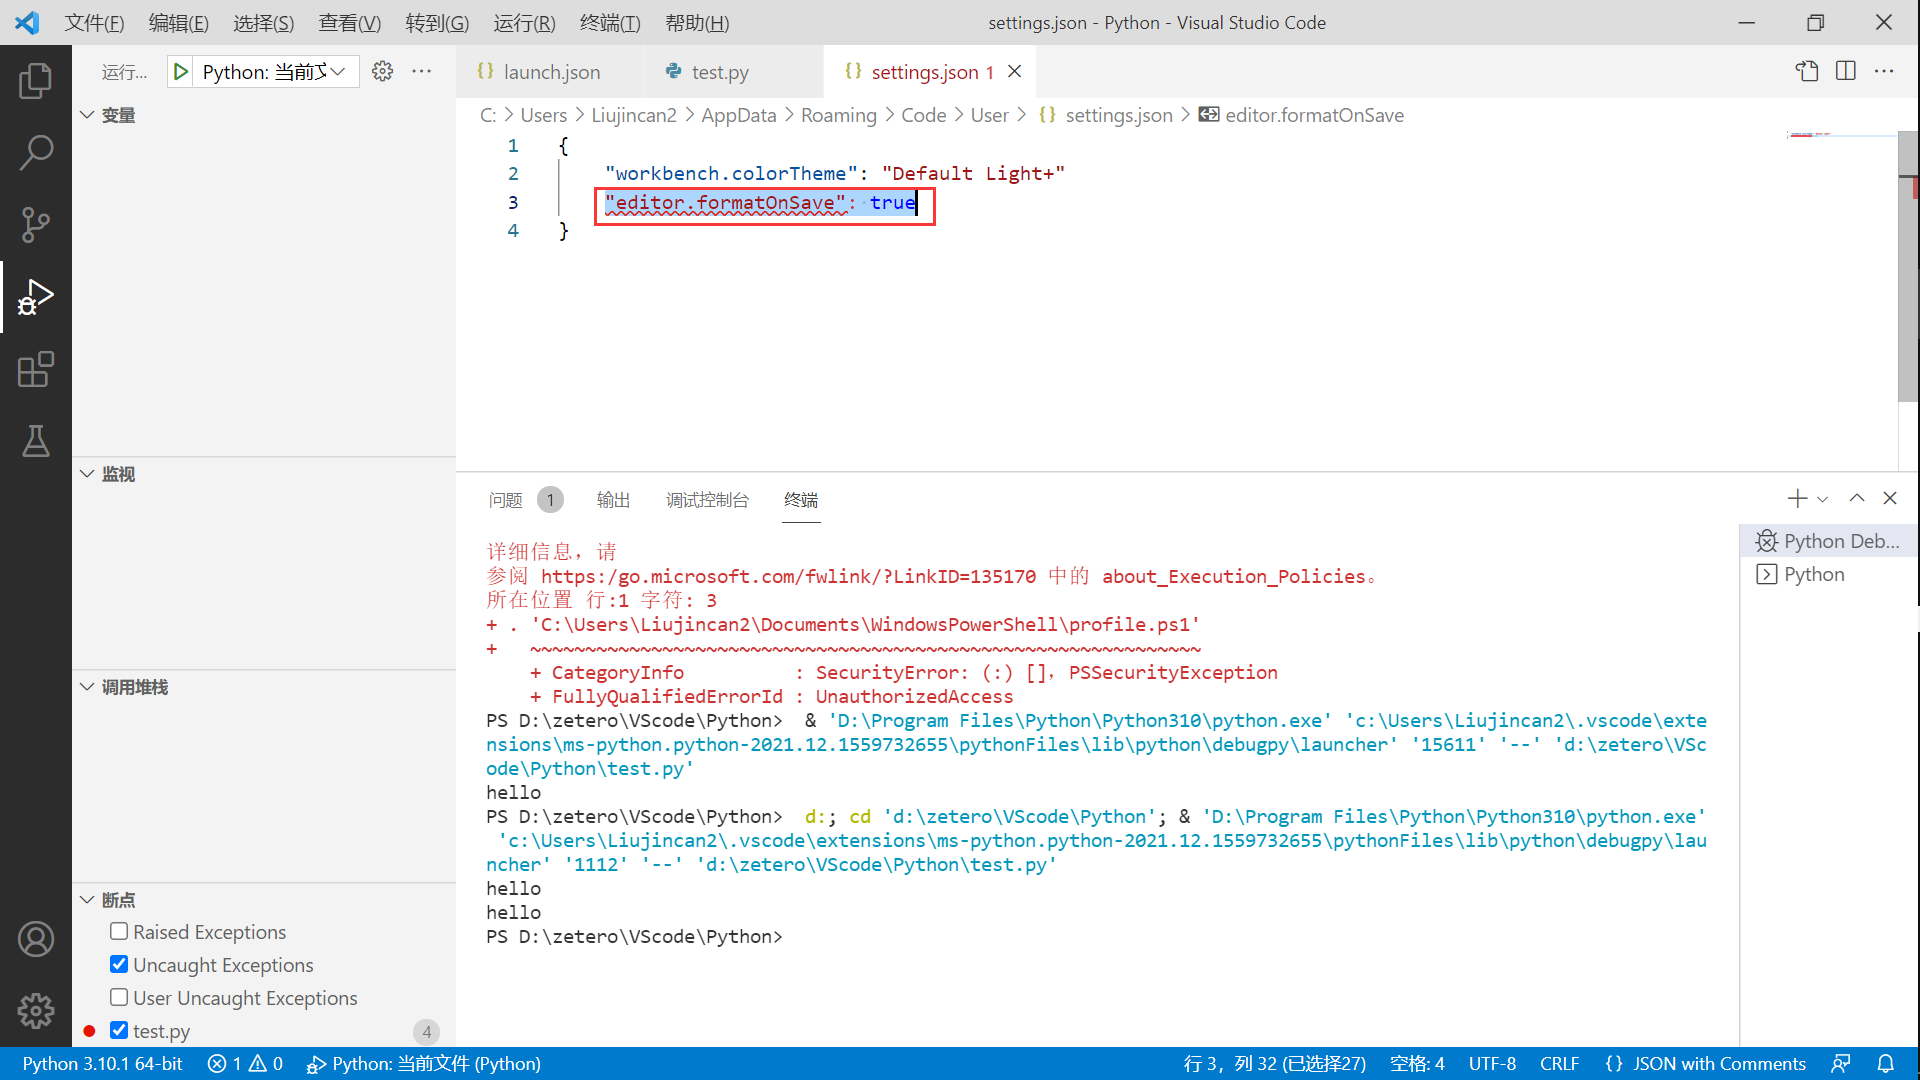 文件(F) 编辑(E) 选择(S) 查看(V) 转到(G) 运行(R) 终端(T) 帮助(H) settings.json - Python - Visual Studio Code
运行... Python: 当前文 ···
launch.json test.py settings.json 1
变量
C: > Users > Liujincan2 > AppData > Roaming > Code > User > {} settings.json > editor.formatOnSave
1 {
2 "workbench.colorTheme": "Default Light+"
3 "editor.formatOnSave": true
4 }
监视
调用堆栈
断点
Raised Exceptions
Uncaught Exceptions
User Uncaught Exceptions
test.py 4
问题 1 输出 调试控制台 终端
详细信息，请
参阅 https:/go.microsoft.com/fwlink/?LinkID=135170 中的 about_Execution_Policies。
所在位置 行:1 字符: 3
+ . 'C:\Users\Liujincan2\Documents\WindowsPowerShell\profile.ps1'
+   ~~~~~~~~~~~~~~~~~~~~~~~~~~~~~~~~~~~~~~~~~~~~~~~~~~~~~~~~~~~~~
    + CategoryInfo          : SecurityError: (:) []，PSSecurityException
    + FullyQualifiedErrorId : UnauthorizedAccess
PS D:\zetero\VScode\Python>  & 'D:\Program Files\Python\Python310\python.exe' 'c:\Users\Liujincan2\.vscode\exte
nsions\ms-python.python-2021.12.1559732655\pythonFiles\lib\python\debugpy\launcher' '15611' '--' 'd:\zetero\VSc
ode\Python\test.py'
hello
PS D:\zetero\VScode\Python>  d:; cd 'd:\zetero\VScode\Python'; & 'D:\Program Files\Python\Python310\python.exe'
 'c:\Users\Liujincan2\.vscode\extensions\ms-python.python-2021.12.1559732655\pythonFiles\lib\python\debugpy\lau
ncher' '1112' '--' 'd:\zetero\VScode\Python\test.py'
hello
hello
PS D:\zetero\VScode\Python>
Python Deb...
Python
Python 3.10.1 64-bit 1 0 Python: 当前文件 (Python) 行 3，列 32 (已选择27) 空格: 4 UTF-8 CRLF {} JSON with Comments